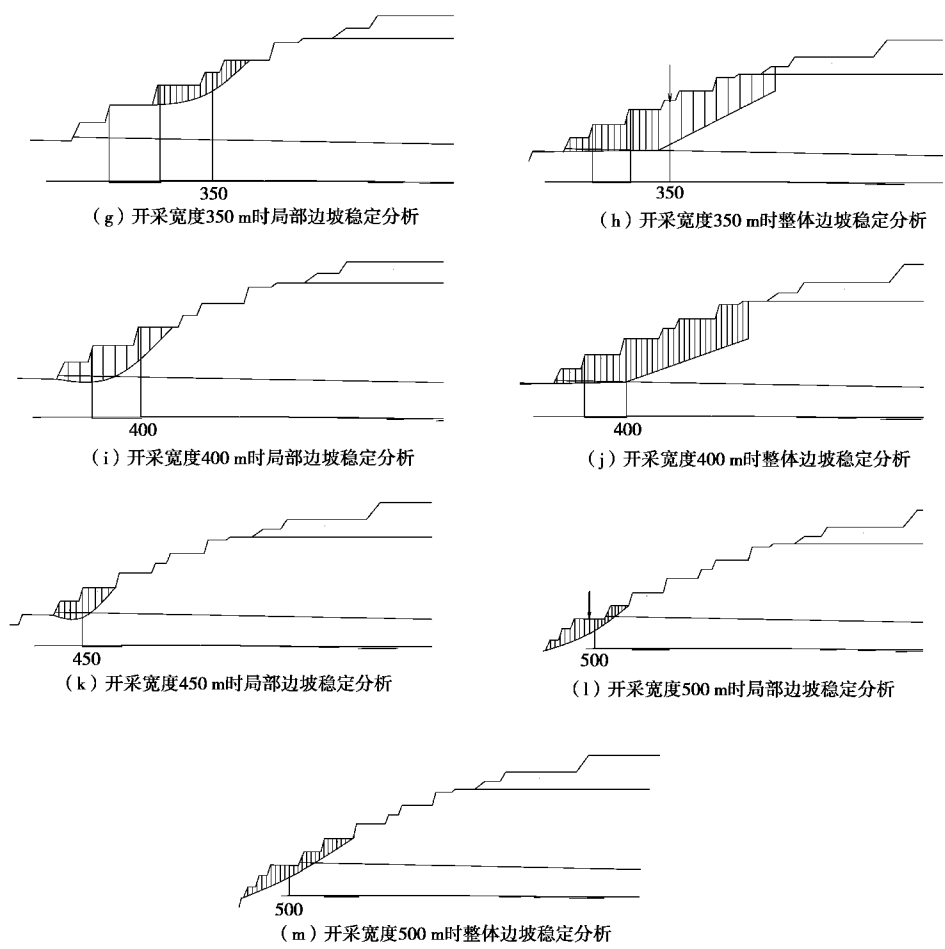 350
350
（g）开采宽度350 m时局部边坡稳定分析
（h）开采宽度350 m时整体边坡稳定分析
400
400
（i）开采宽度400 m时局部边坡稳定分析
（j）开采宽度400 m时整体边坡稳定分析
450
500
（k）开采宽度450 m时局部边坡稳定分析
（l）开采宽度500 m时局部边坡稳定分析
500
（m）开采宽度500 m时整体边坡稳定分析